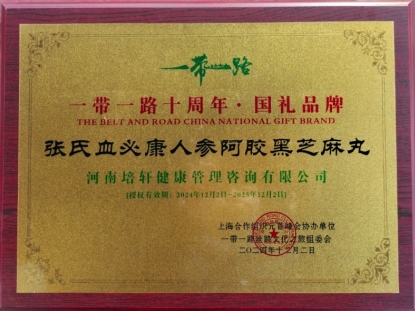 一带一路
一带一路十周年·国礼品牌
THE BELT AND ROAD CHINA NATIONAL GIFT BRAND
张氏血必康人参阿胶黑芝麻丸
河南培轩健康管理咨询有限公司
(授权有效期：2024年12月2日-2025年12月2日)
上海合作组织元首峰会协办单位
一带一路丝路文化之旅组委会
二〇二四年十二月二日